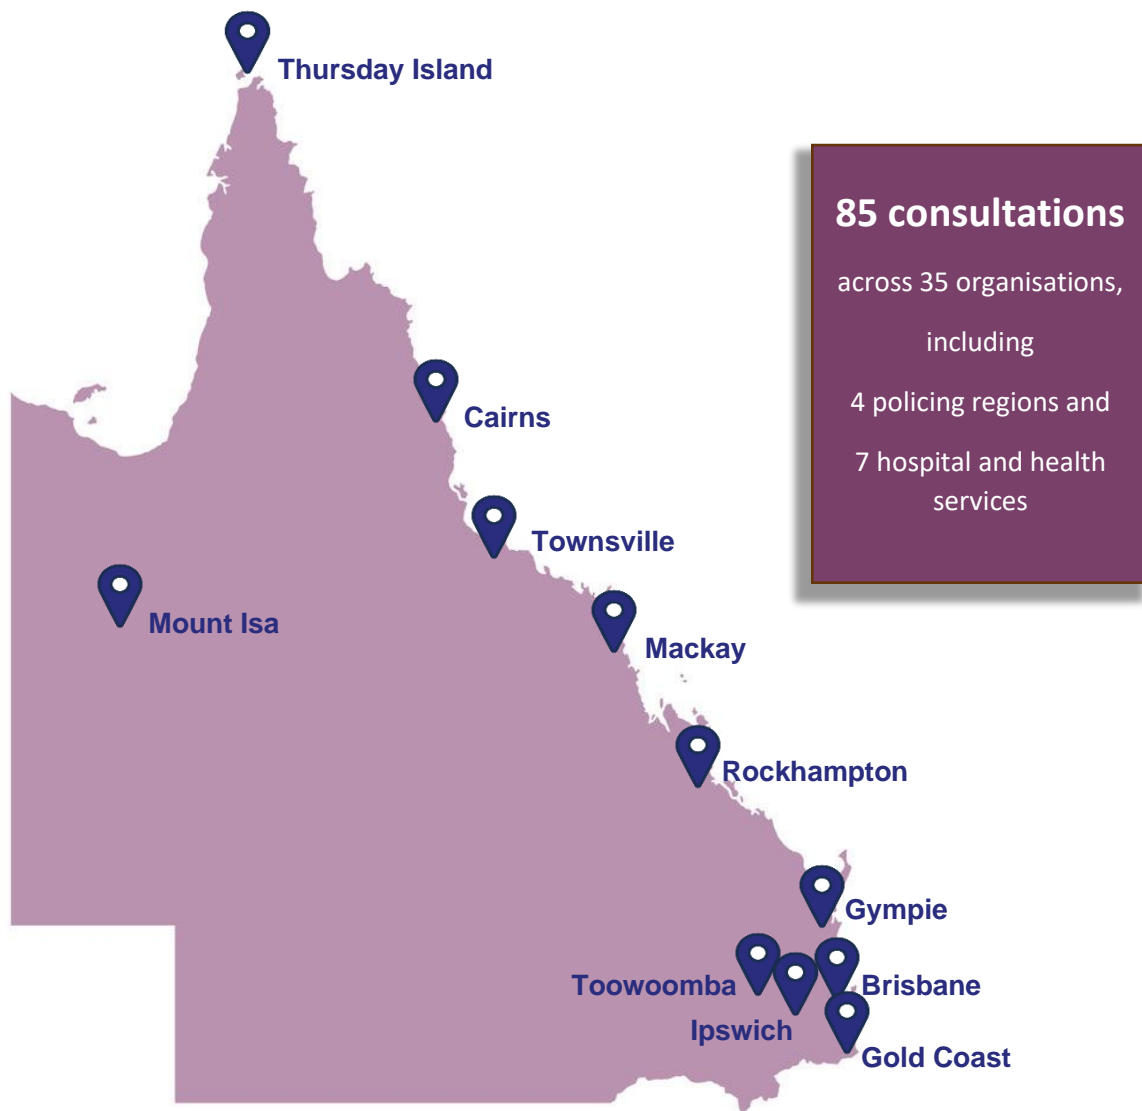 Thursday Island
85 consultations
across 35 organisations,
including
4 policing regions and
7 hospital and health
services
Cairns
Townsville
Mount Isa
Mackay
Rockhampton
Gympie
Toowoomba
Brisbane
Ipswich
Gold Coast